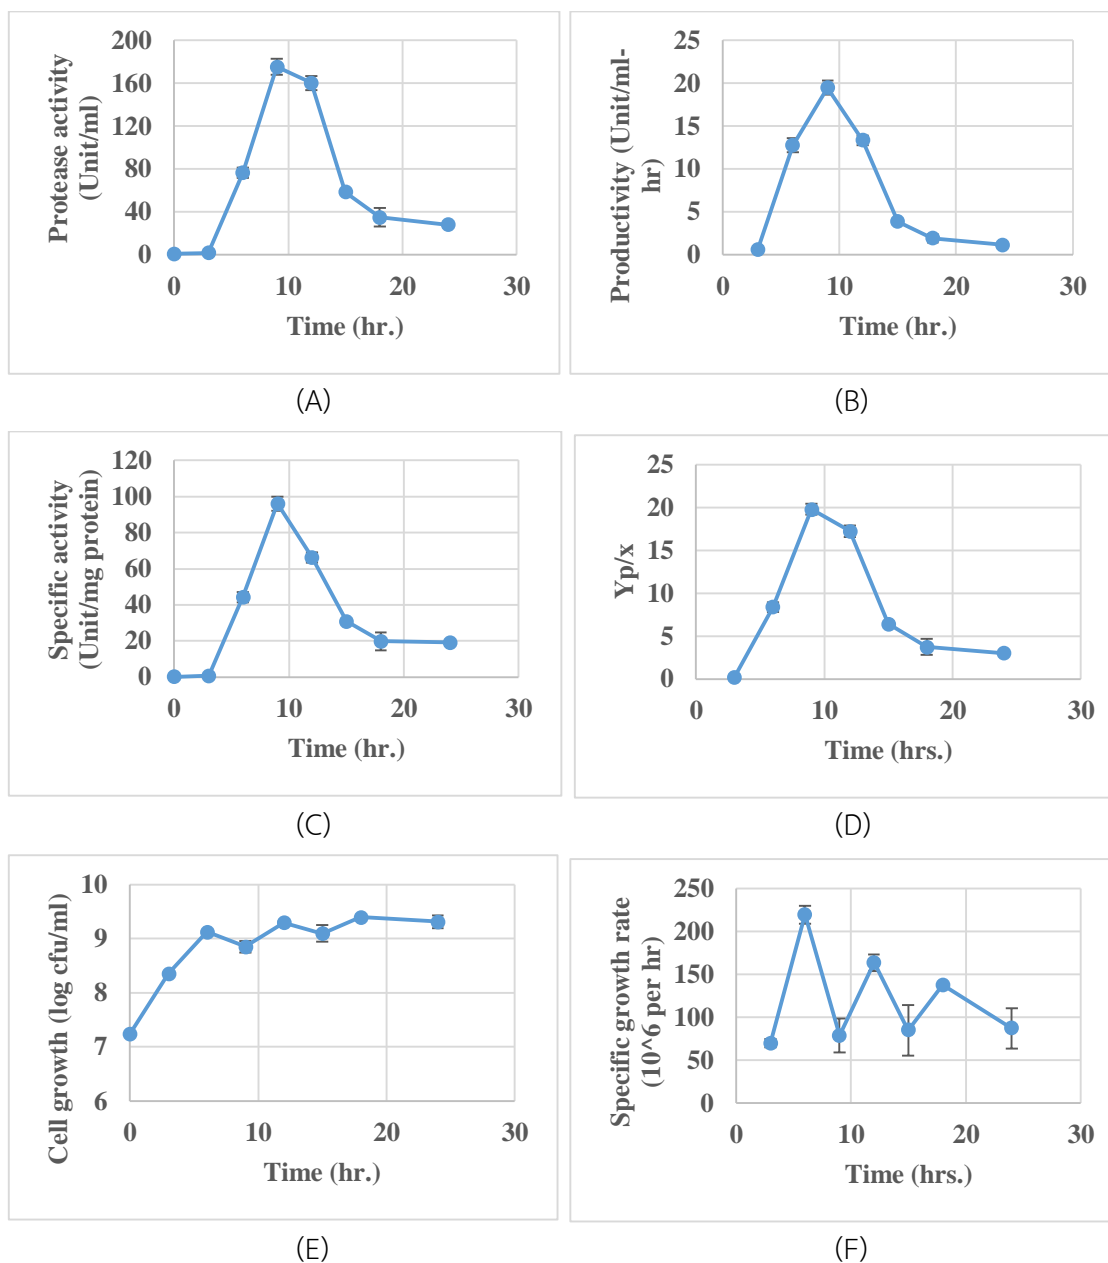 Protease activity
(Unit/ml)
200
160
120
80
40
0
0 10 20 30
Time (hr.)
(A)
Productivity (Unit/ml-
hr)
25
20
15
10
5
0
0 10 20 30
Time (hr.)
(B)
Specific activity
(Unit/mg protein)
120
100
80
60
40
20
0
0 10 20 30
Time (hr.)
(C)
Yp/x
25
20
15
10
5
0
0 10 20 30
Time (hrs.)
(D)
Cell growth (log cfu/ml)
10
9
8
7
6
0 10 20 30
Time (hr.)
(E)
Specific growth rate
(10^6 per hr)
250
200
150
100
50
0
0 10 20 30
Time (hrs.)
(F)